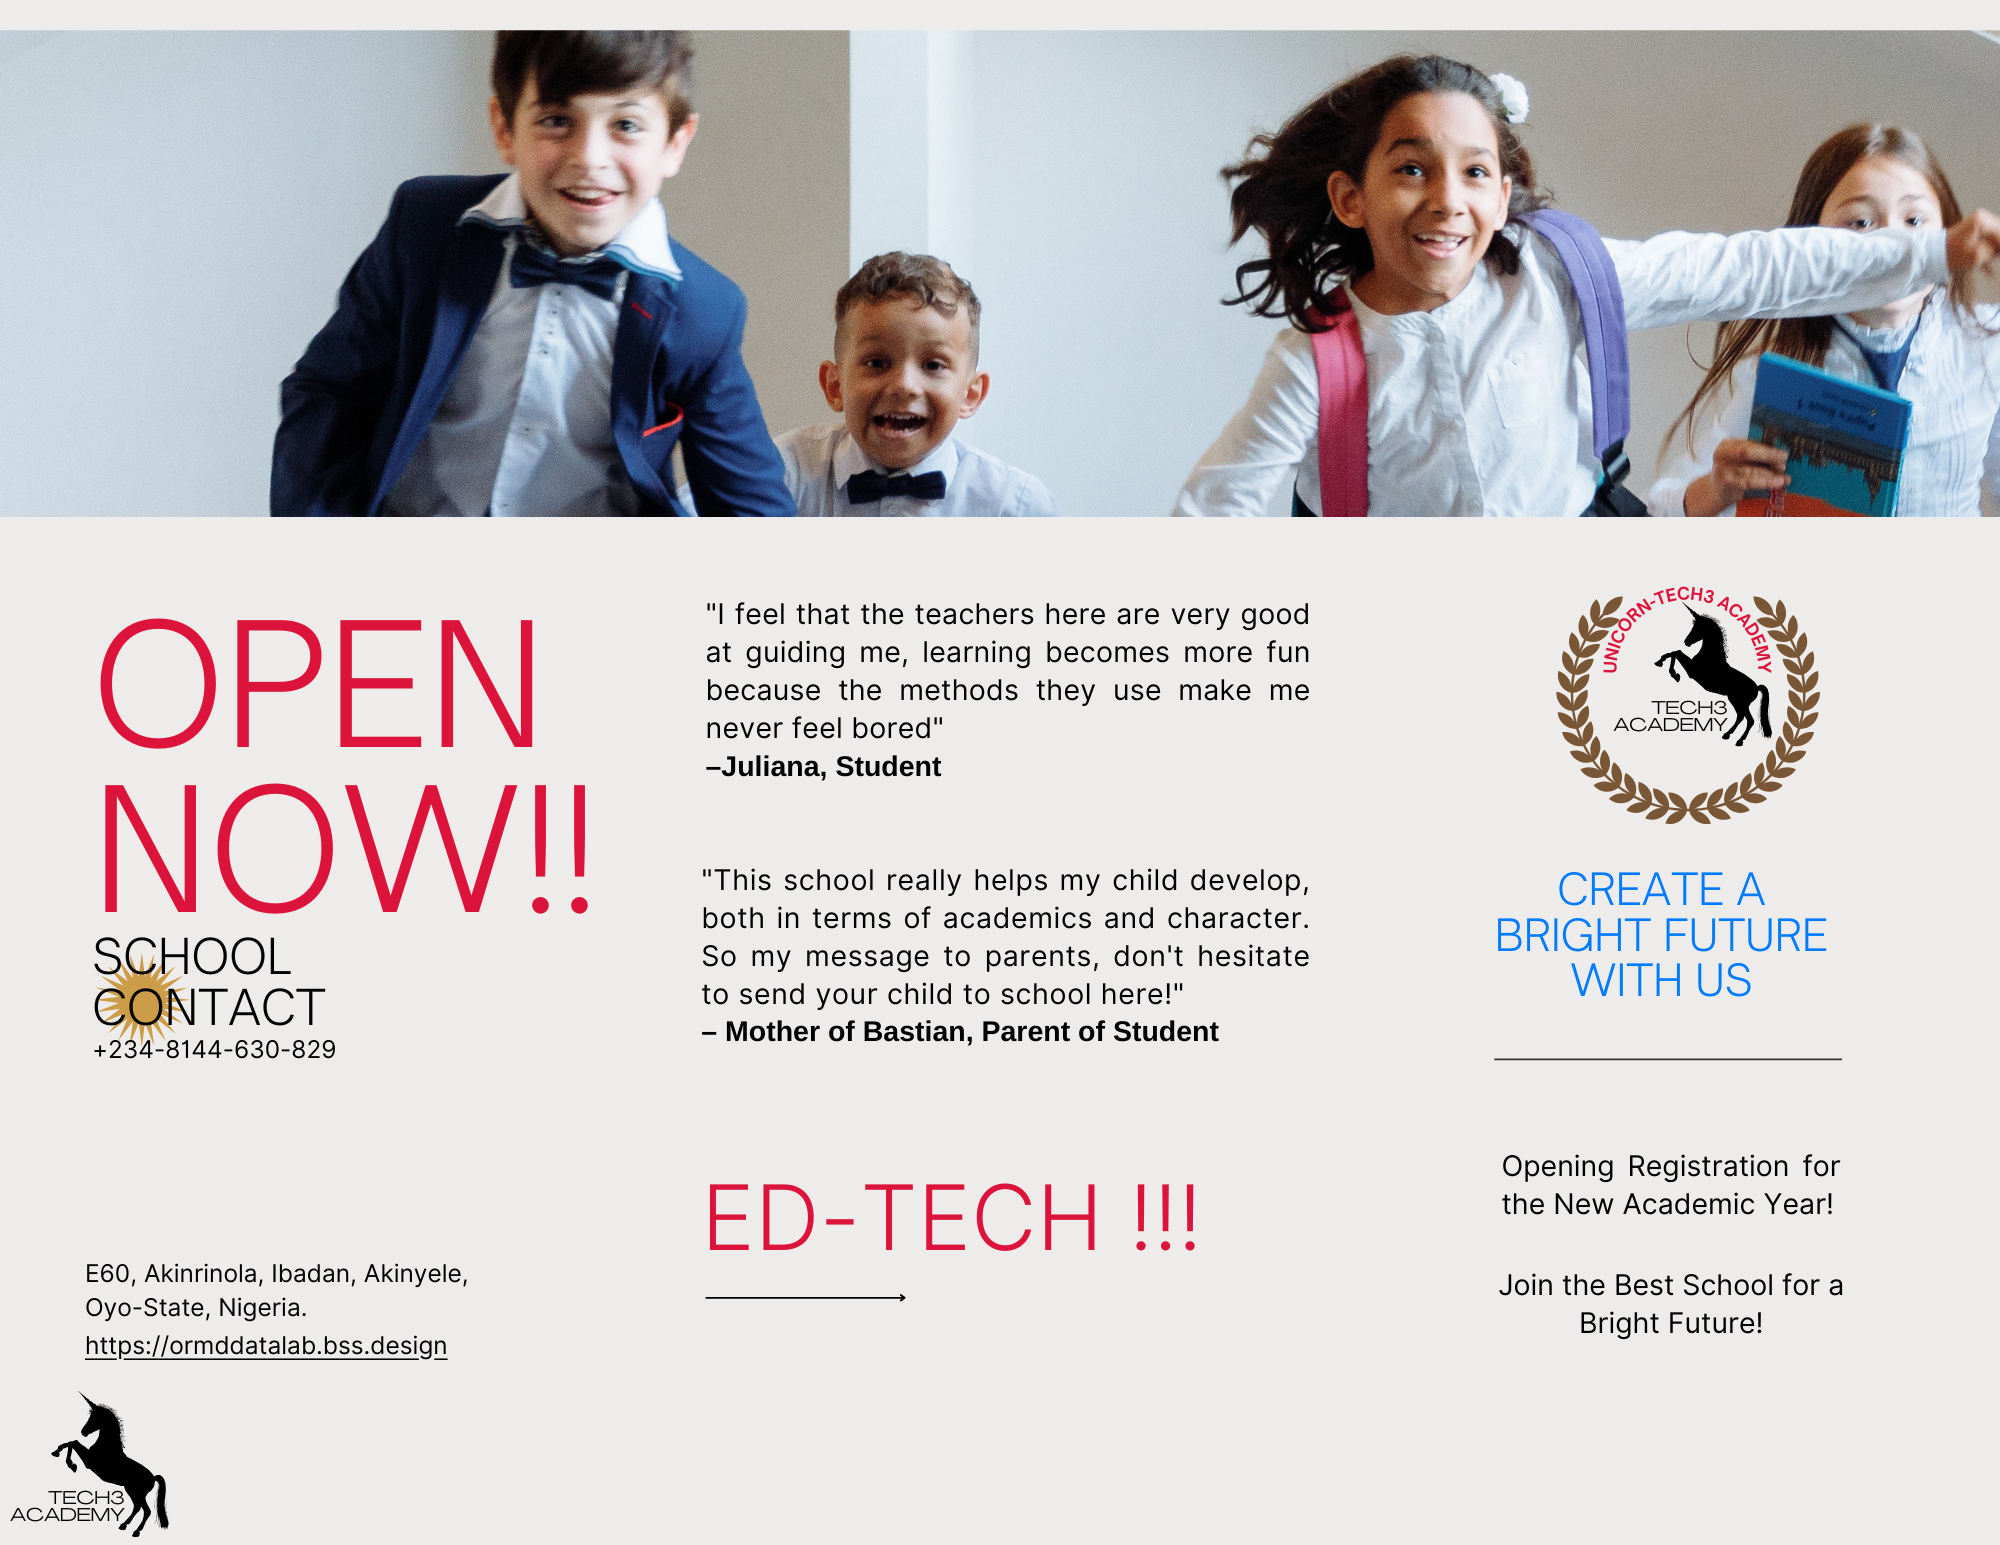 OPEN
NOW!!
SCHOOL
CONTACT
+234-8144-630-829
E60, Akinrinola, Ibadan, Akinyele,
Oyo-State, Nigeria.
https://ormddatalab.bss.design
TECH3
ACADEMY
"I feel that the teachers here are very good
at guiding me, learning becomes more fun
because the methods they use make me
never feel bored"
–Juliana, Student
"This school really helps my child develop,
both in terms of academics and character.
So my message to parents, don't hesitate
to send your child to school here!"
– Mother of Bastian, Parent of Student
ED-TECH !!!
UNICORN-TECH3 ACADEMY
TECH3
ACADEMY
CREATE A
BRIGHT FUTURE
WITH US
Opening Registration for
the New Academic Year!
Join the Best School for a
Bright Future!